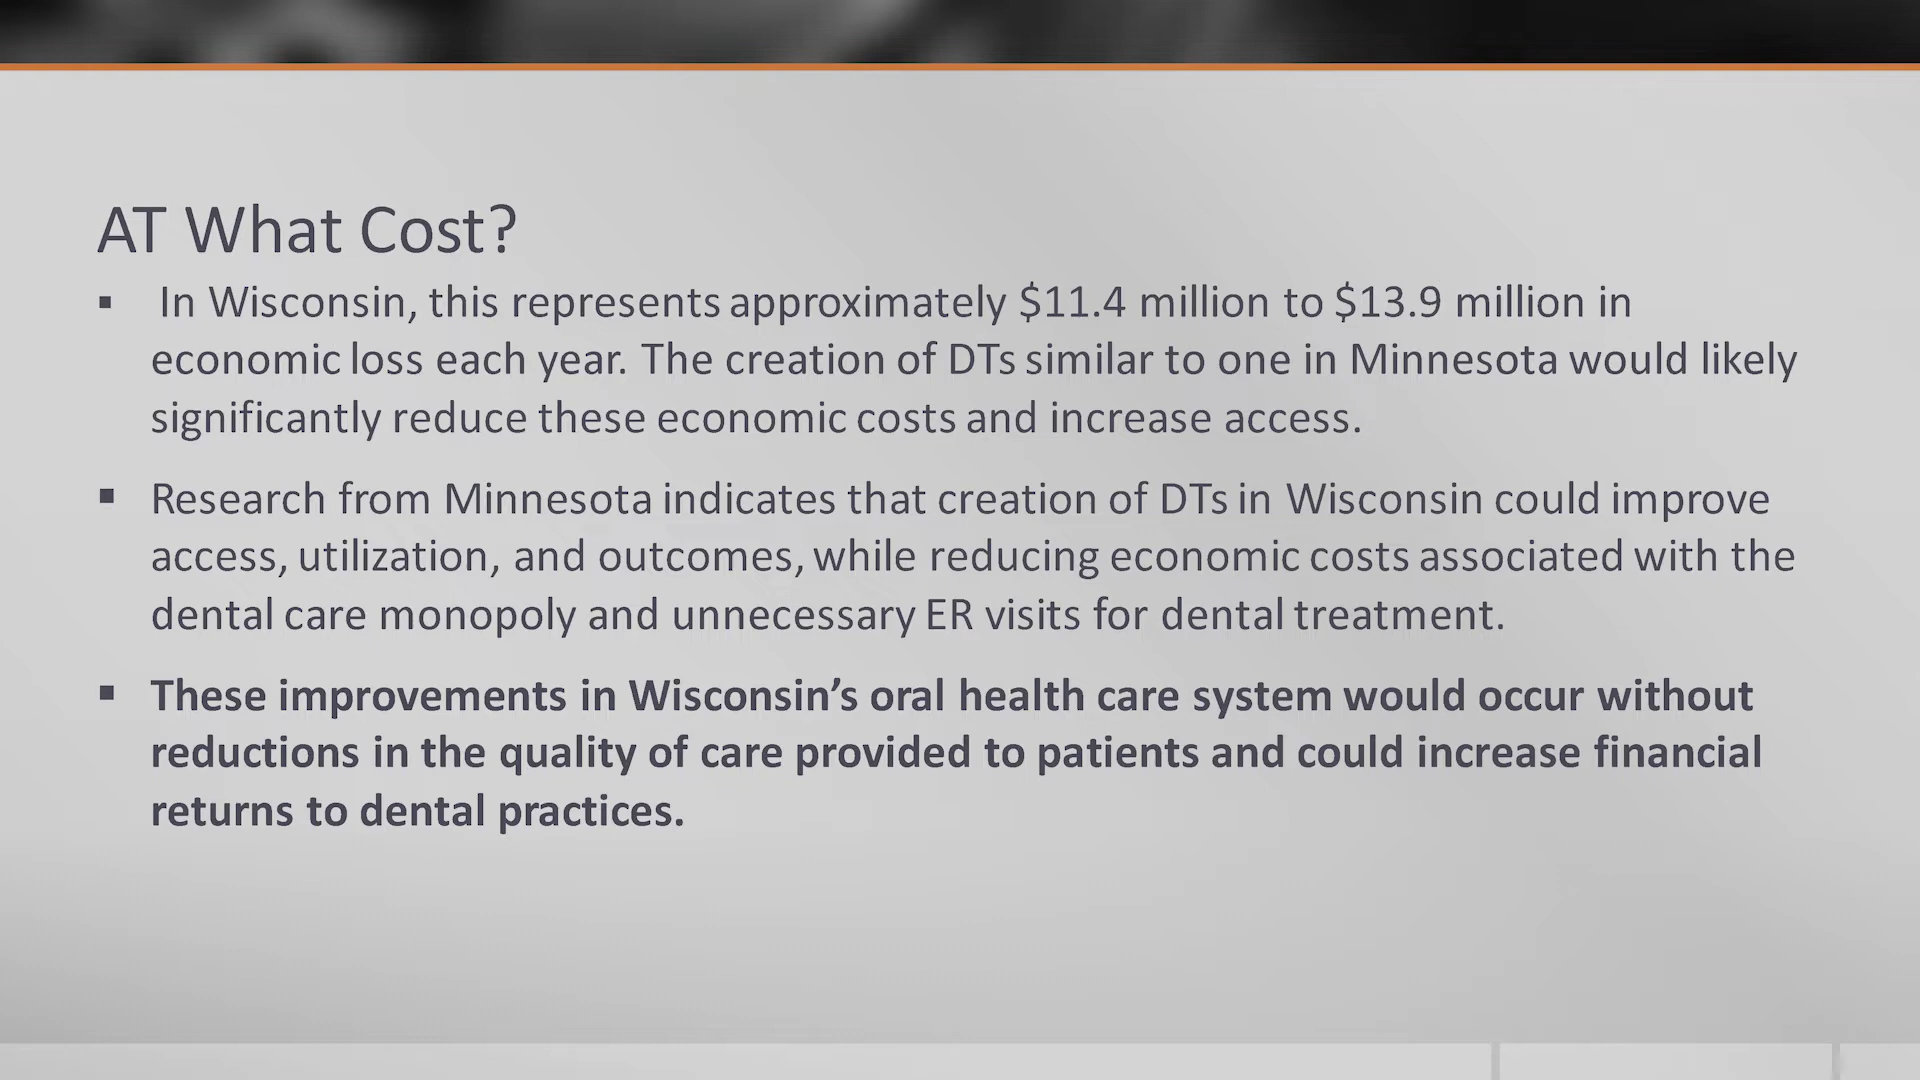 AT What Cost?
▪ In Wisconsin, this represents approximately $11.4 million to $13.9 million in
economic loss each year. The creation of DTs similar to one in Minnesota would likely
significantly reduce these economic costs and increase access.
▪ Research from Minnesota indicates that creation of DTs in Wisconsin could improve
access, utilization, and outcomes, while reducing economic costs associated with the
dental care monopoly and unnecessary ER visits for dental treatment.
▪ These improvements in Wisconsin’s oral health care system would occur without
reductions in the quality of care provided to patients and could increase financial
returns to dental practices.